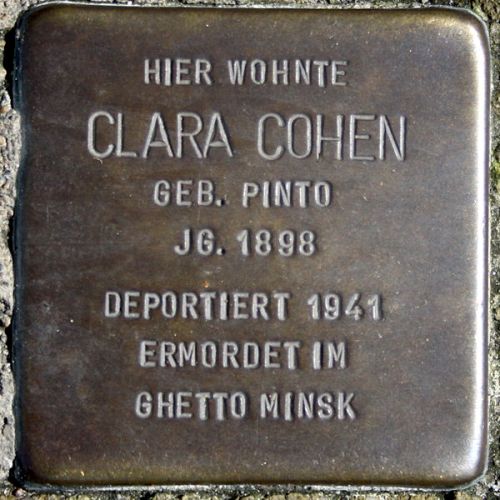 HIER WOHNTE
CLARA COHEN
GEB. PINTO
JG. 1898
DEPORTIERT 1941
ERMORDET IM
GHETTO MINSK